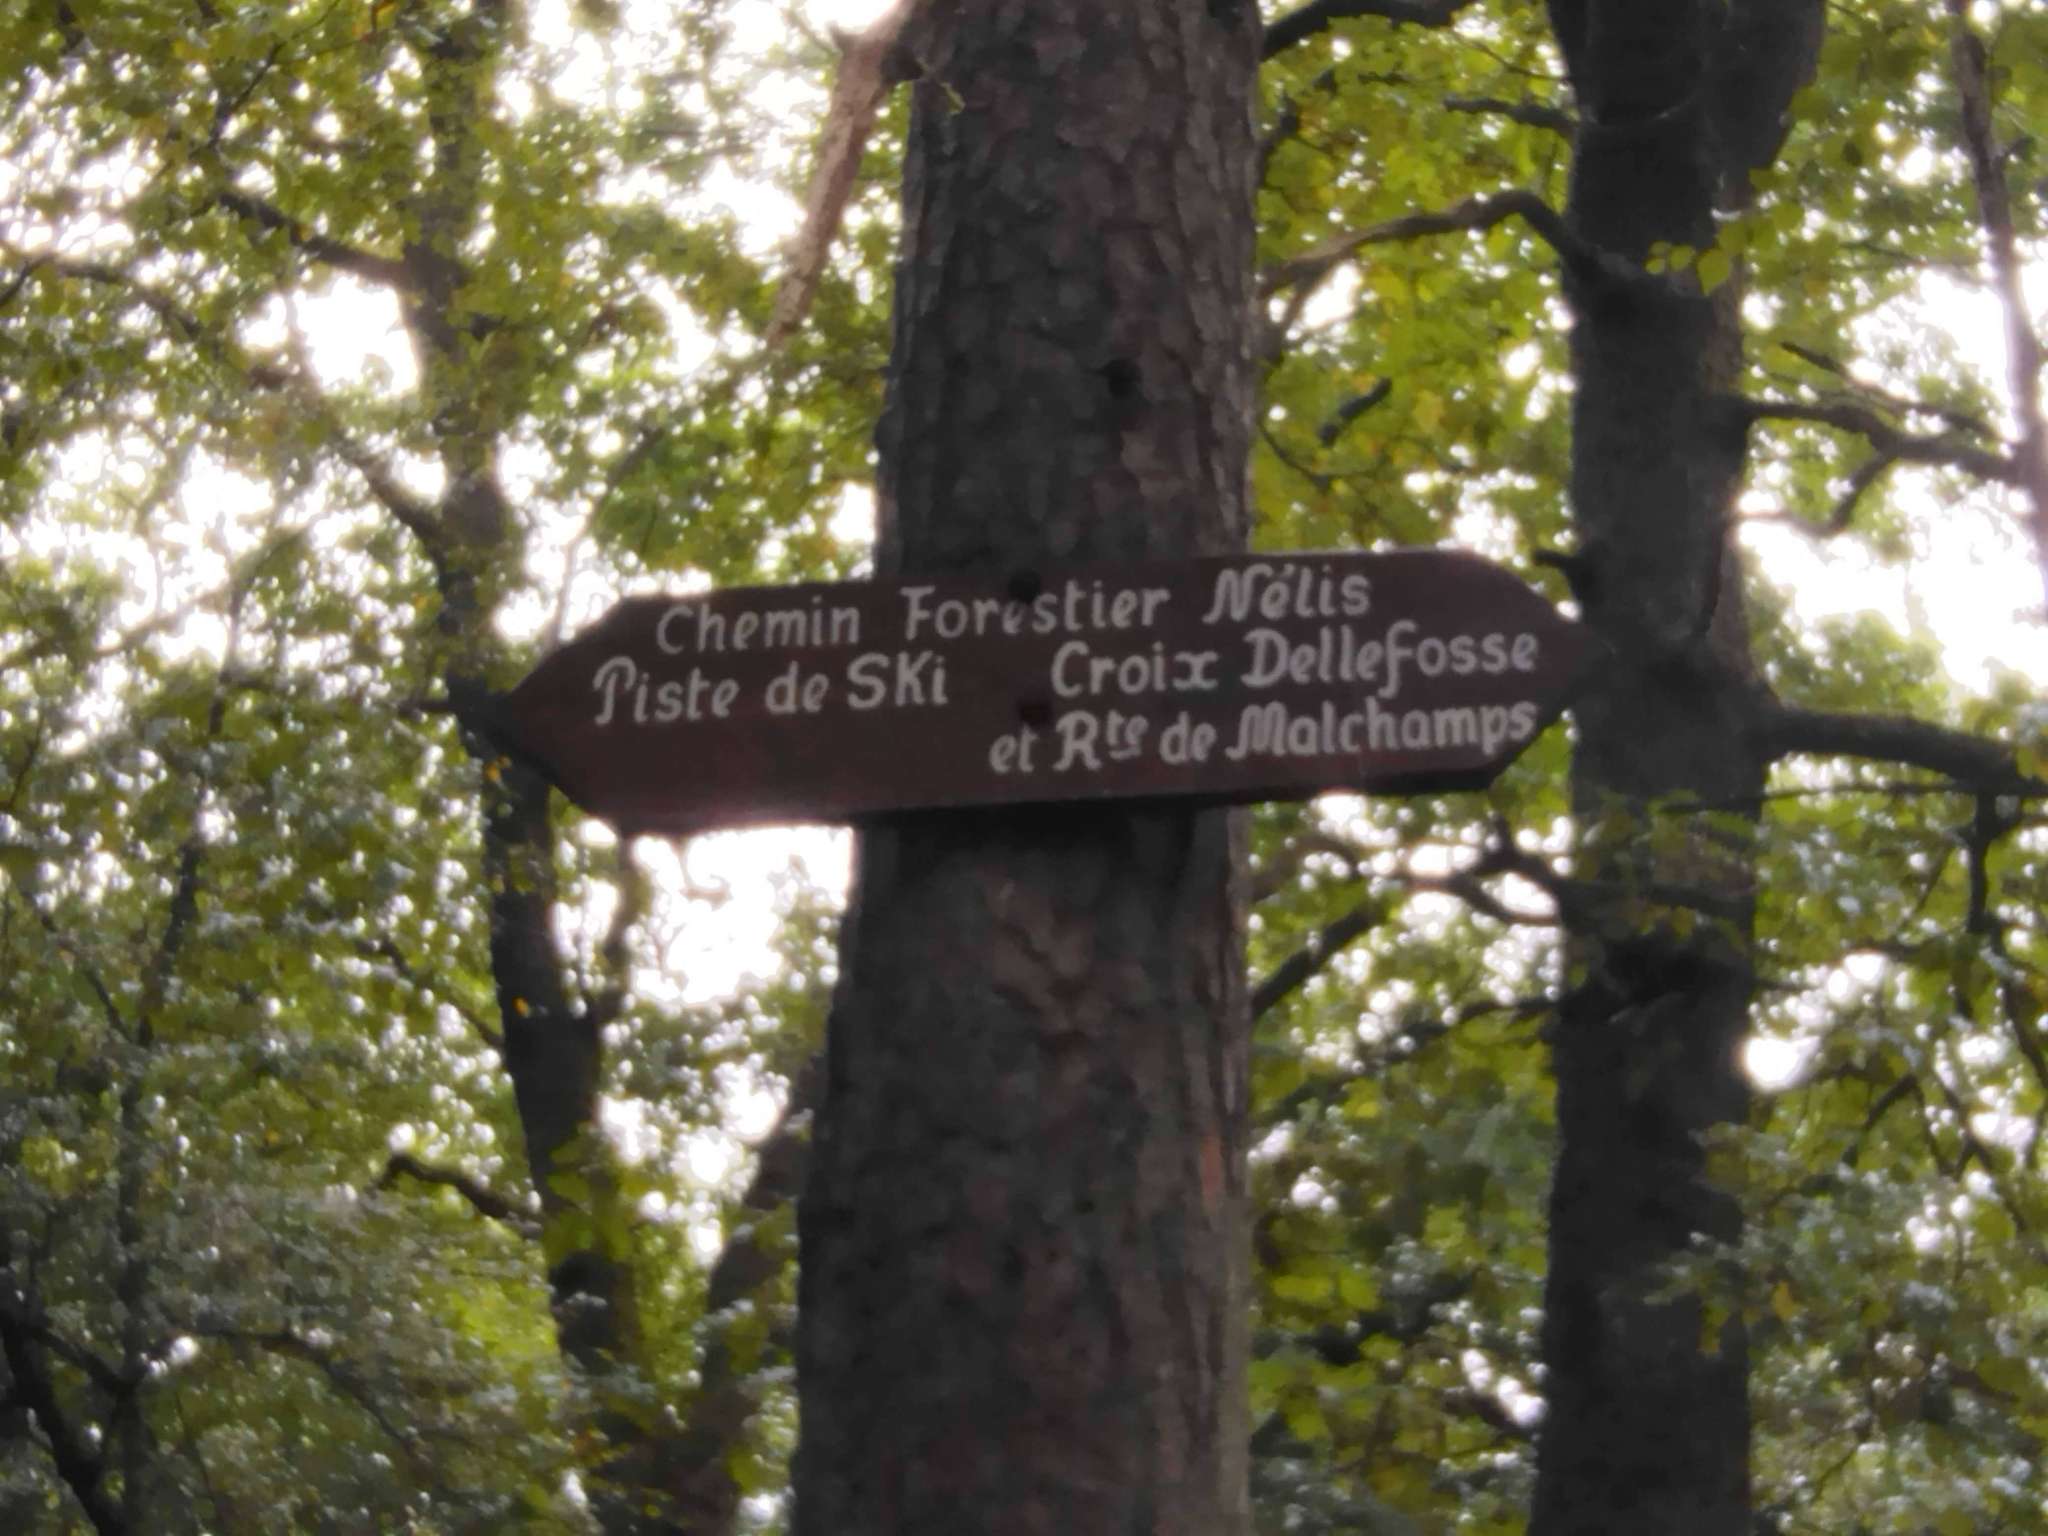 Chemin Forestier Nélis
Piste de SKi Croix Dellefosse
et Rte de Malchamps